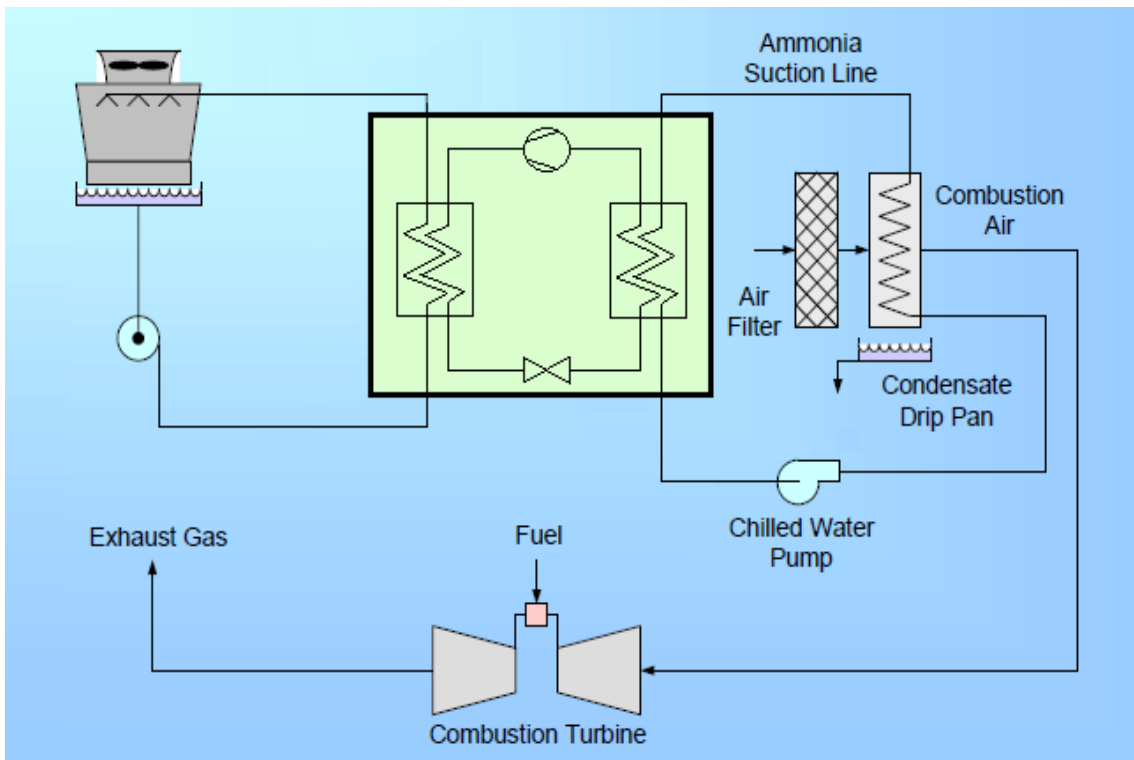 Ammonia
Suction Line
Combustion
Air
Air
Filter
Condensate
Drip Pan
Chilled Water
Pump
Exhaust Gas
Fuel
Combustion Turbine